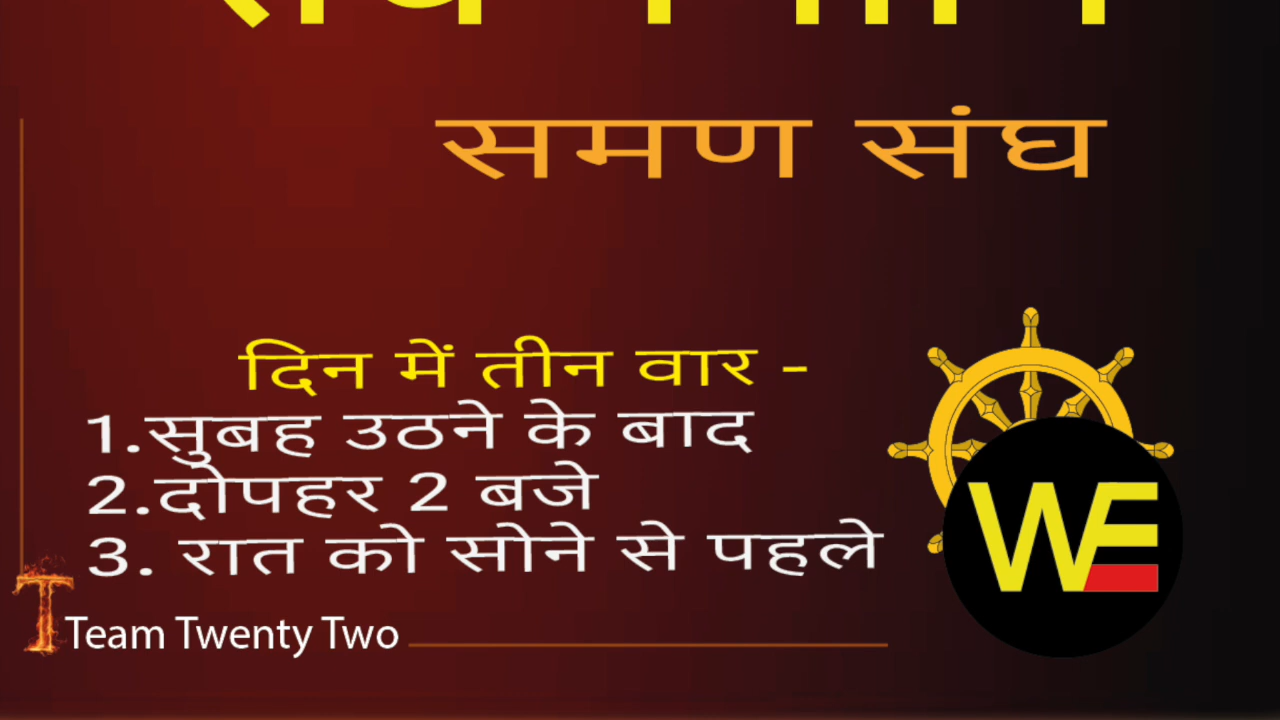 समण संघ
दिन में तीन वार -
1.सुबह उठने के बाद
2.दोपहर 2 बजे
3. रात को सोने से पहले
T
Team Twenty Two
WE